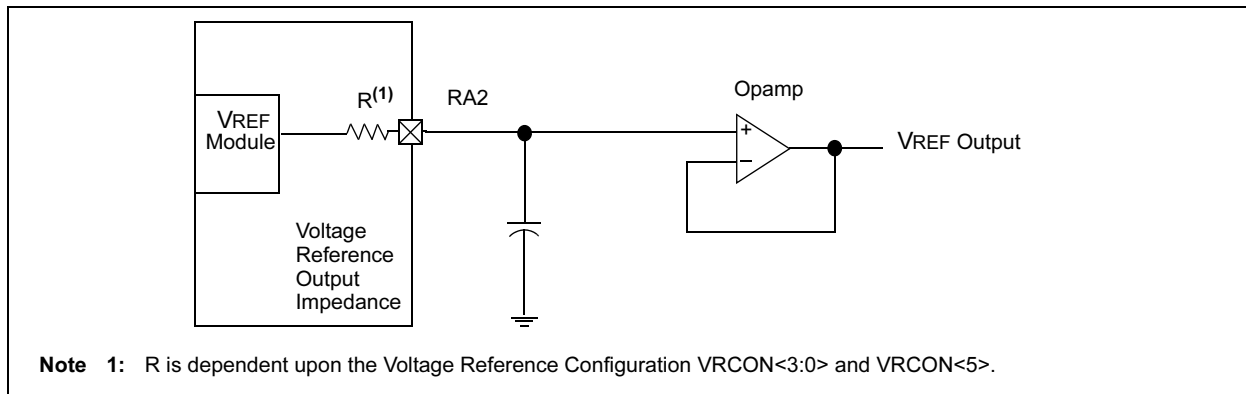 R(1)
RA2
Opamp
VREF
Module
+
–
VREF Output
Voltage
Reference
Output
Impedance
Note 1: R is dependent upon the Voltage Reference Configuration VRCON<3:0> and VRCON<5>.